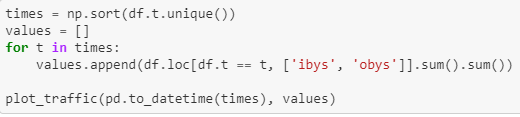 times = np.sort(df.t.unique())
values = []
for t in times:
    values.append(df.loc[df.t == t, ['ibys', 'obys']].sum().sum())

plot_traffic(pd.to_datetime(times), values)